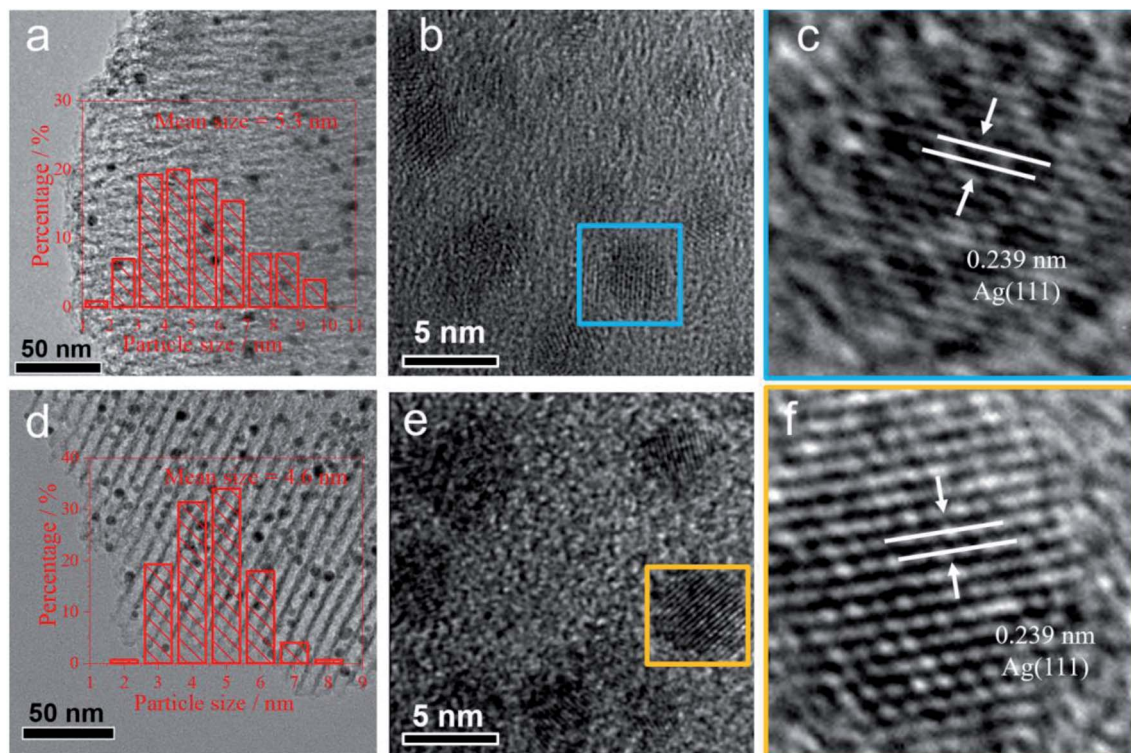 a
30
Mean size = 5.3 nm
20
10
0
Percentage / %
1 2 3 4 5 6 7 8 9 10 11
Particle size / nm
50 nm
b
5 nm
c
0.239 nm
Ag(111)
d
40
Mean size = 4.6 nm
30
20
10
0
Percentage / %
1 2 3 4 5 6 7 8 9
Particle size / nm
50 nm
e
5 nm
f
0.239 nm
Ag(111)